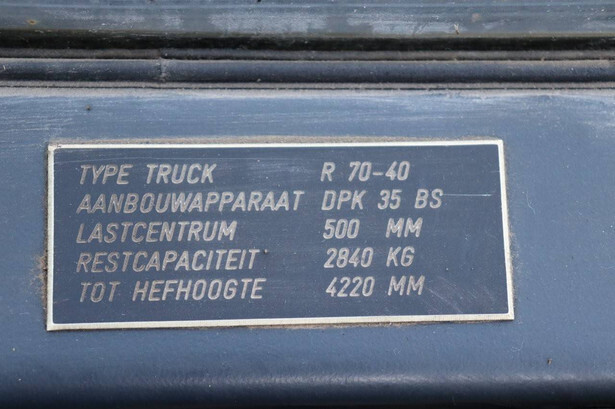 TYPE TRUCK R 70-40
AANBOUWAPPARAAT DPK 35 BS
LASTCENTRUM 500 MM
RESTCAPACITEIT 2840 KG
TOT HEFHOOGTE 4220 MM